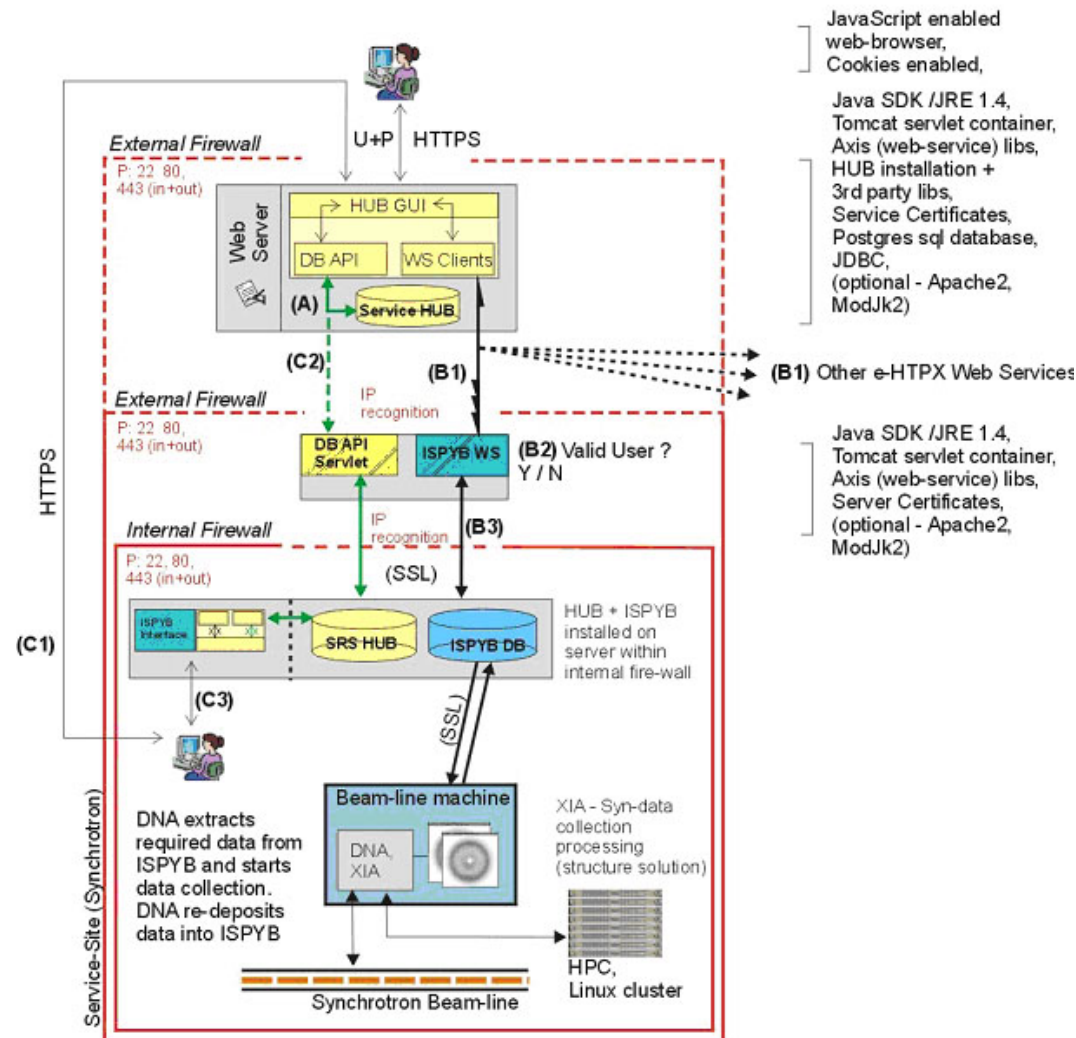 JavaScript enabled
web-browser,
Cookies enabled,
U+P
HTTPS
Java SDK /JRE 1.4,
Tomcat servlet container,
Axis (web-service) libs,
HUB installation +
3rd party libs,
Service Certificates,
Postgres sql database,
JDBC,
(optional - Apache2,
ModJk2)
External Firewall
P: 22 80,
443 (in+out)
Web
Server
HUB GUI
DB API
WS Clients
(A)
Service HUB
(C2)
(B1)
(B1) Other e-HTPX Web Services
External Firewall
P: 22 80,
443 (in+out)
IP
recognition
DB API
Servlet
ISPYB WS
(B2) Valid User ?
Y / N
Java SDK /JRE 1.4,
Tomcat servlet container,
Axis (web-service) libs,
Server Certificates,
(optional - Apache2,
ModJk2)
HTTPS
Internal Firewall
IP
recognition
(B3)
P: 22, 80,
443 (in+out)
(SSL)
(C1)
ISPYB
Interface
SRS HUB
ISPYB DB
HUB + ISPYB
installed on
server within
internal fire-wall
(C3)
(SSL)
Beam-line machine
DNA,
XIA
DNA extracts
required data from
ISPYB and starts
data collection.
DNA re-deposits
data into ISPYB
XIA - Syn-data
collection
processing
(structure solution)
HPC,
Linux cluster
Synchrotron Beam-line
Service-Site (Synchrotron)